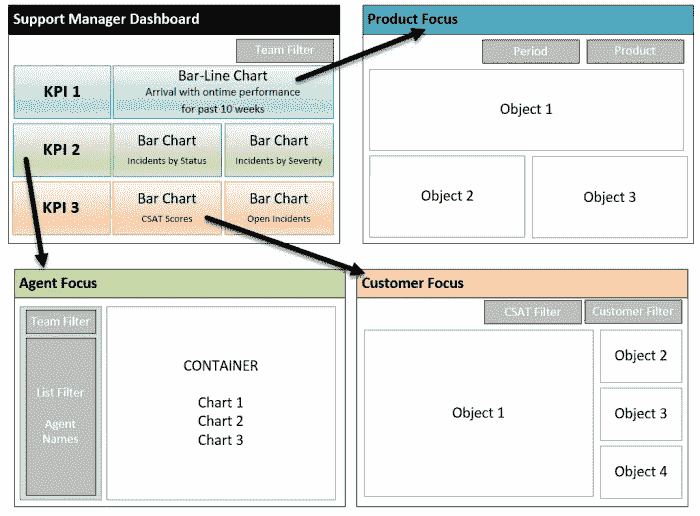 Support Manager Dashboard
Team Filter
KPI 1
Bar-Line Chart
Arrival with ontime performance
for past 10 weeks
KPI 2
Bar Chart
Incidents by Status
Bar Chart
Incidents by Severity
KPI 3
Bar Chart
CSAT Scores
Bar Chart
Open Incidents
Product Focus
Period
Product
Object 1
Object 2
Object 3
Agent Focus
Team Filter
List Filter
Agent
Names
CONTAINER
Chart 1
Chart 2
Chart 3
Customer Focus
CSAT Filter
Customer Filter
Object 1
Object 2
Object 3
Object 4